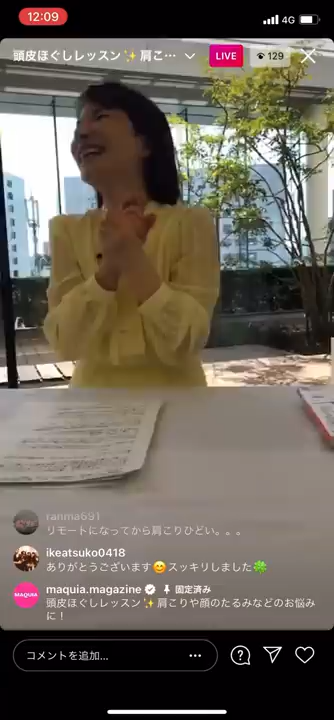 12:09
4G
頭皮ほぐしレッスン✨肩こ…
LIVE
129
ranma691
リモートになってから肩こりひどい。。。
ikeatsuko0418
ありがとうございます😊スッキリしました🍀
maquia.magazine 固定済み
MAQUIA
頭皮ほぐしレッスン✨肩こりや顔のたるみなどのお悩み
に！
コメントを追加...